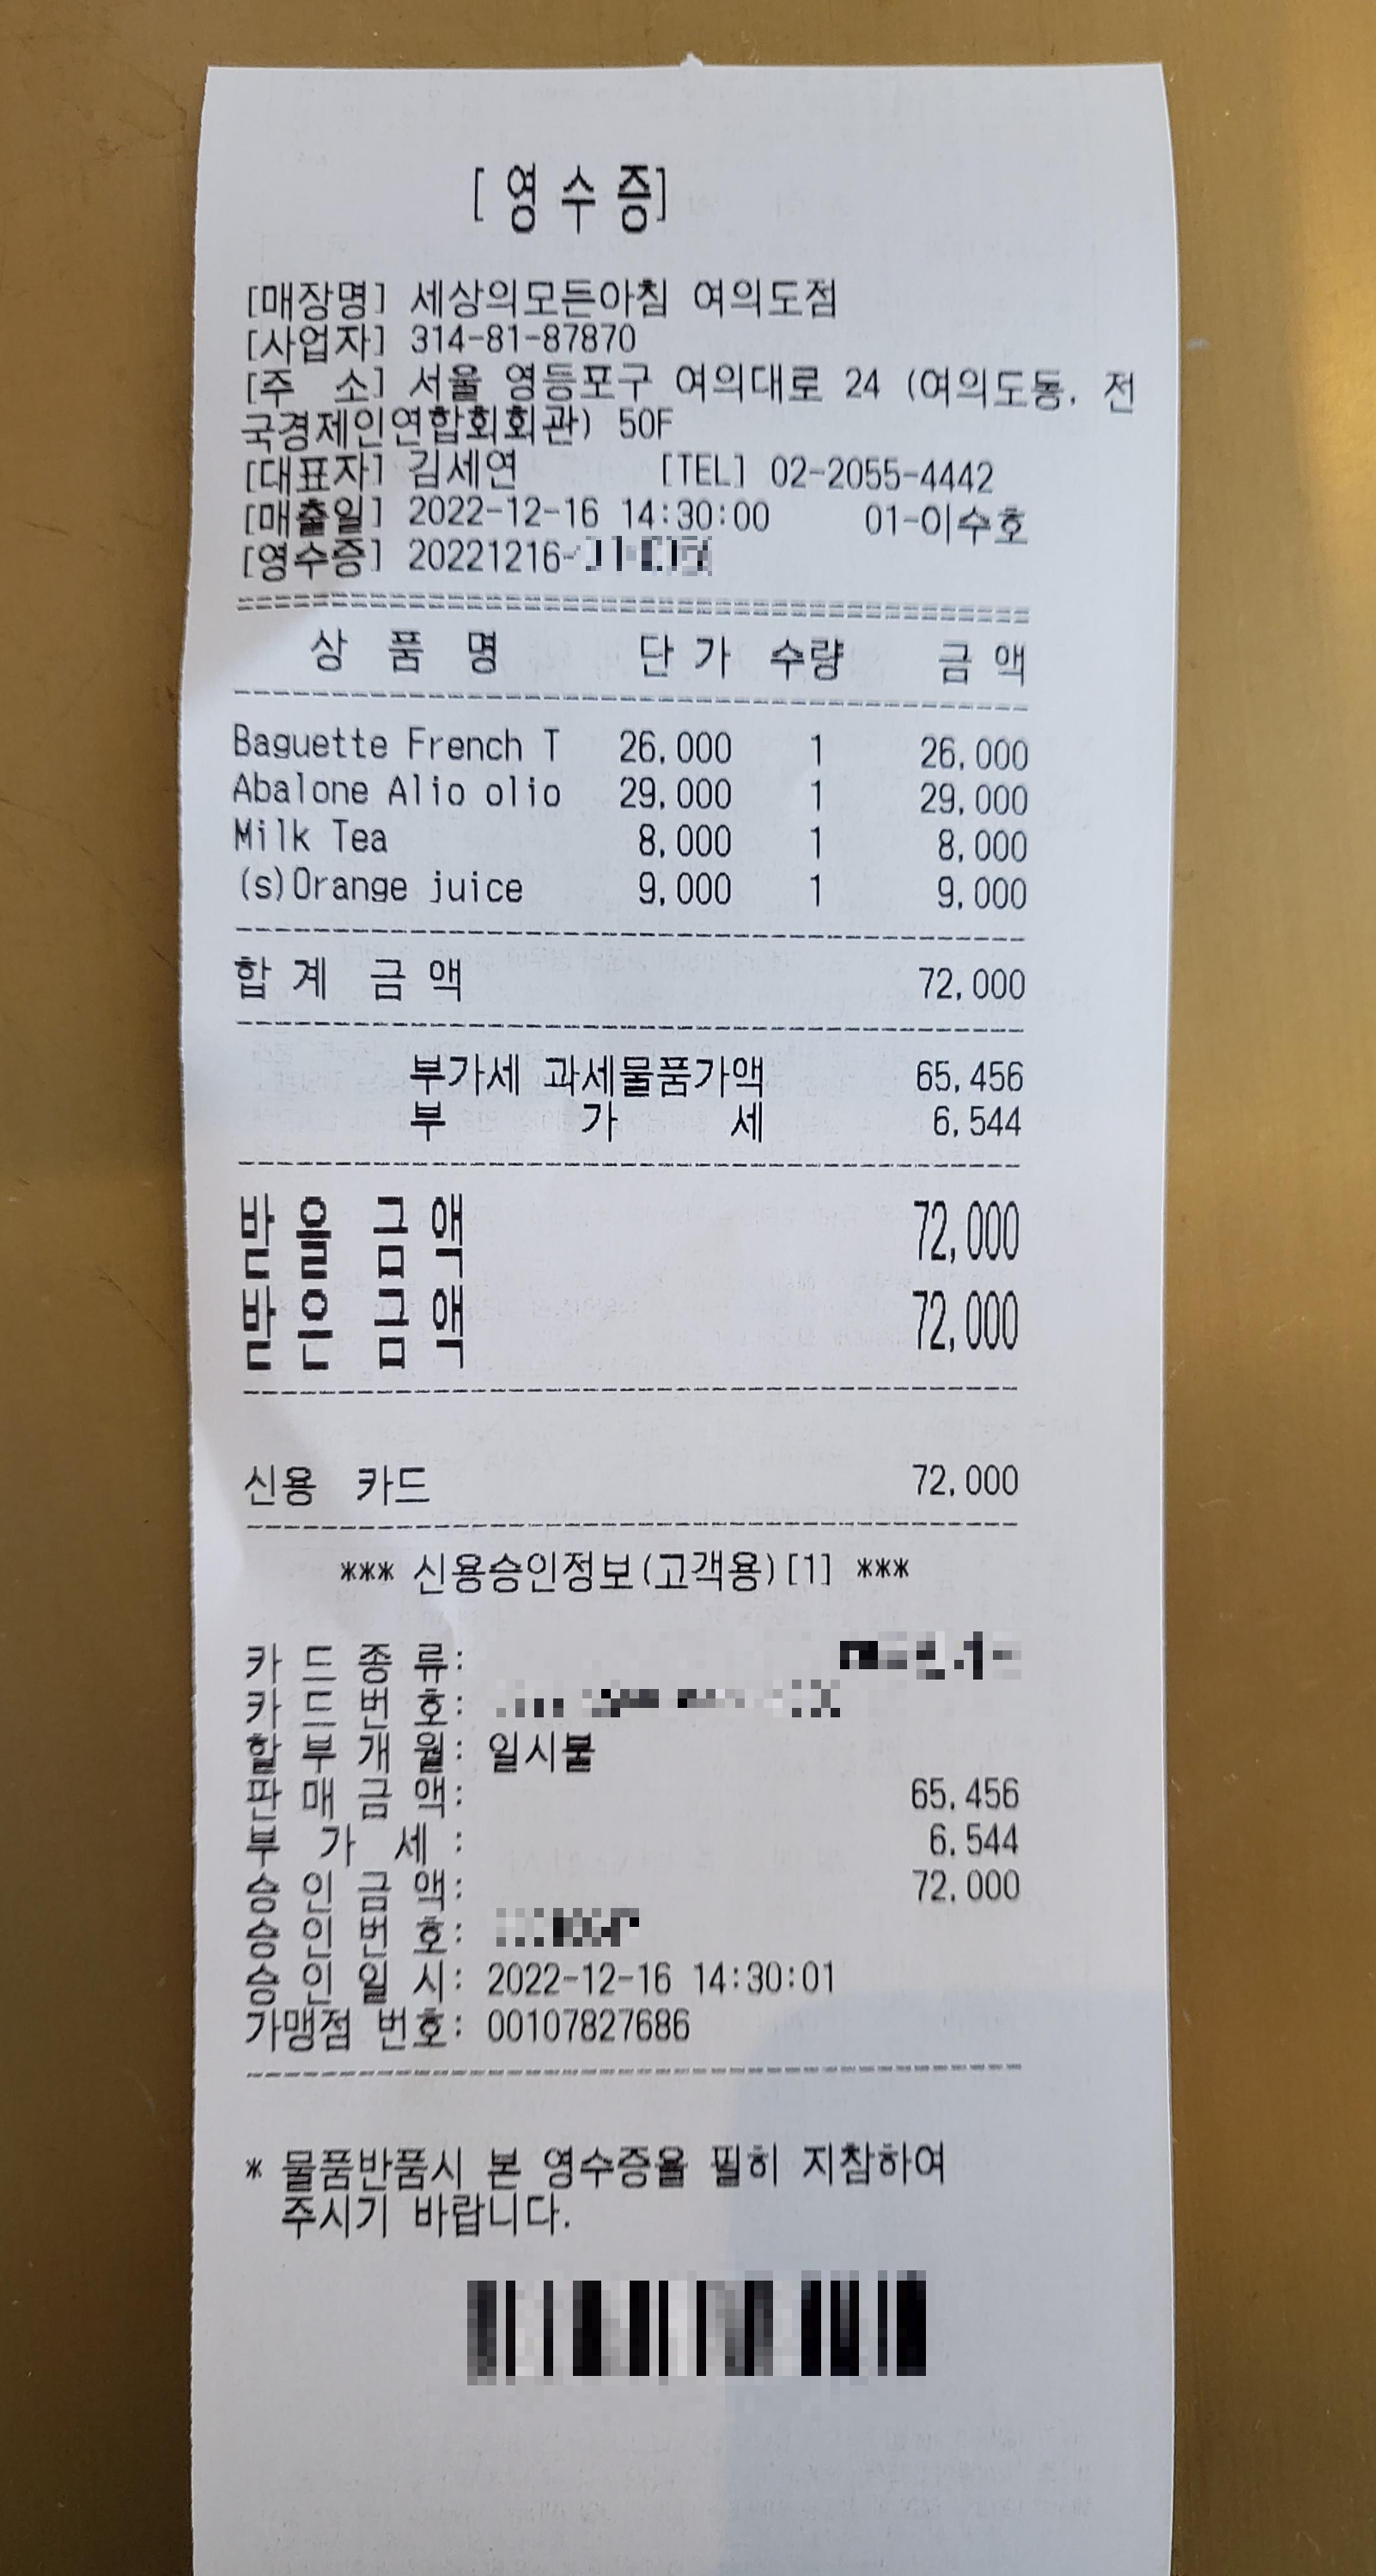 [ 영 수 증]
[매장명] 세상의모든아침 여의도점
[사업자] 314-81-87870
[주 소] 서울 영등포구 여의대로 24 (여의도동, 전
국경제인연합회회관) 50F
[대표자] 김세연 [TEL] 02-2055-4442
[매출일] 2022-12-16 14:30:00 01-이수호
[영수증] 20221216-
상 품 명 단 가 수량 금 액
Baguette French T 26,000 1 26,000
Abalone Alio olio 29,000 1 29,000
Milk Tea 8,000 1 8,000
(s)Orange juice 9,000 1 9,000
합 계 금 액 72,000
부가세 과세물품가액 65,456
부 가 세 6,544
받 을 금 액 72,000
받 은 금 액 72,000
신용 카드 72,000
*** 신용승인정보(고객용)[1] ***
카 드 종 류:
카 드 번 호:
할 부 개 월: 일시불
판 매 금 액: 65,456
부 가 세 : 6,544
승 인 금 액: 72,000
승 인 번 호:
승 인 일 시: 2022-12-16 14:30:01
가맹점 번호: 00107827686
* 물품반품시 본 영수증을 필히 지참하여
주시기 바랍니다.